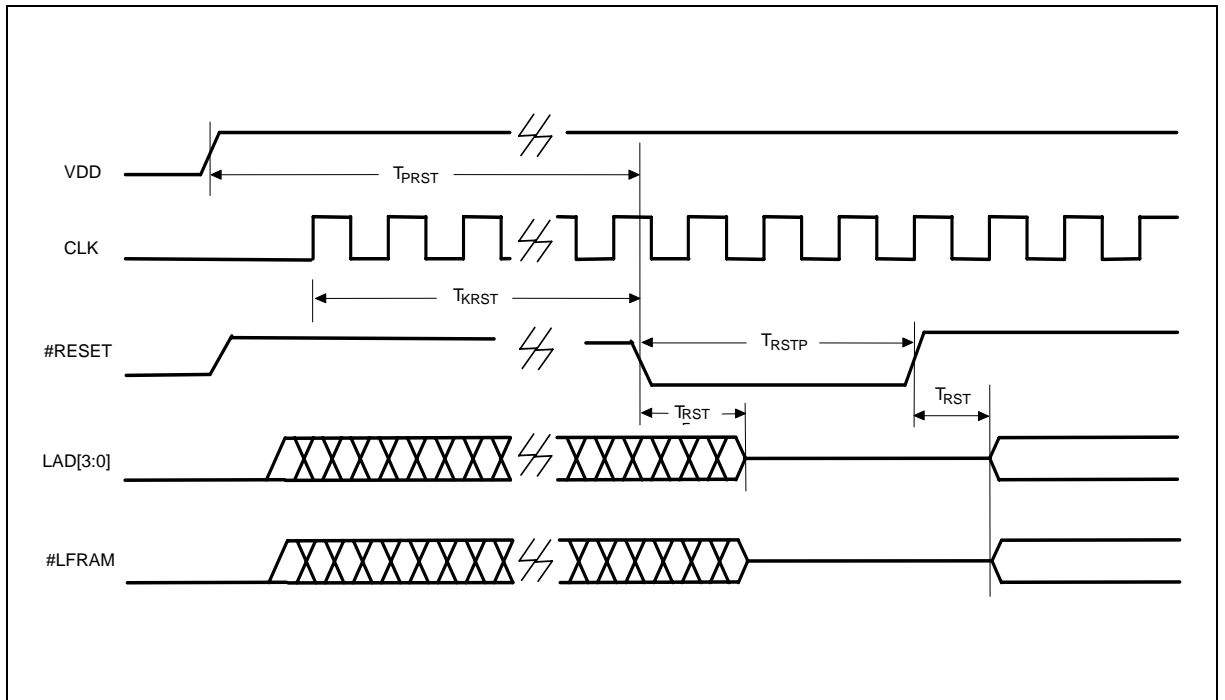 VDD
TPRST
CLK
TKRST
#RESET
TRSTP
TRST
TRST
LAD[3:0]
#LFRAM